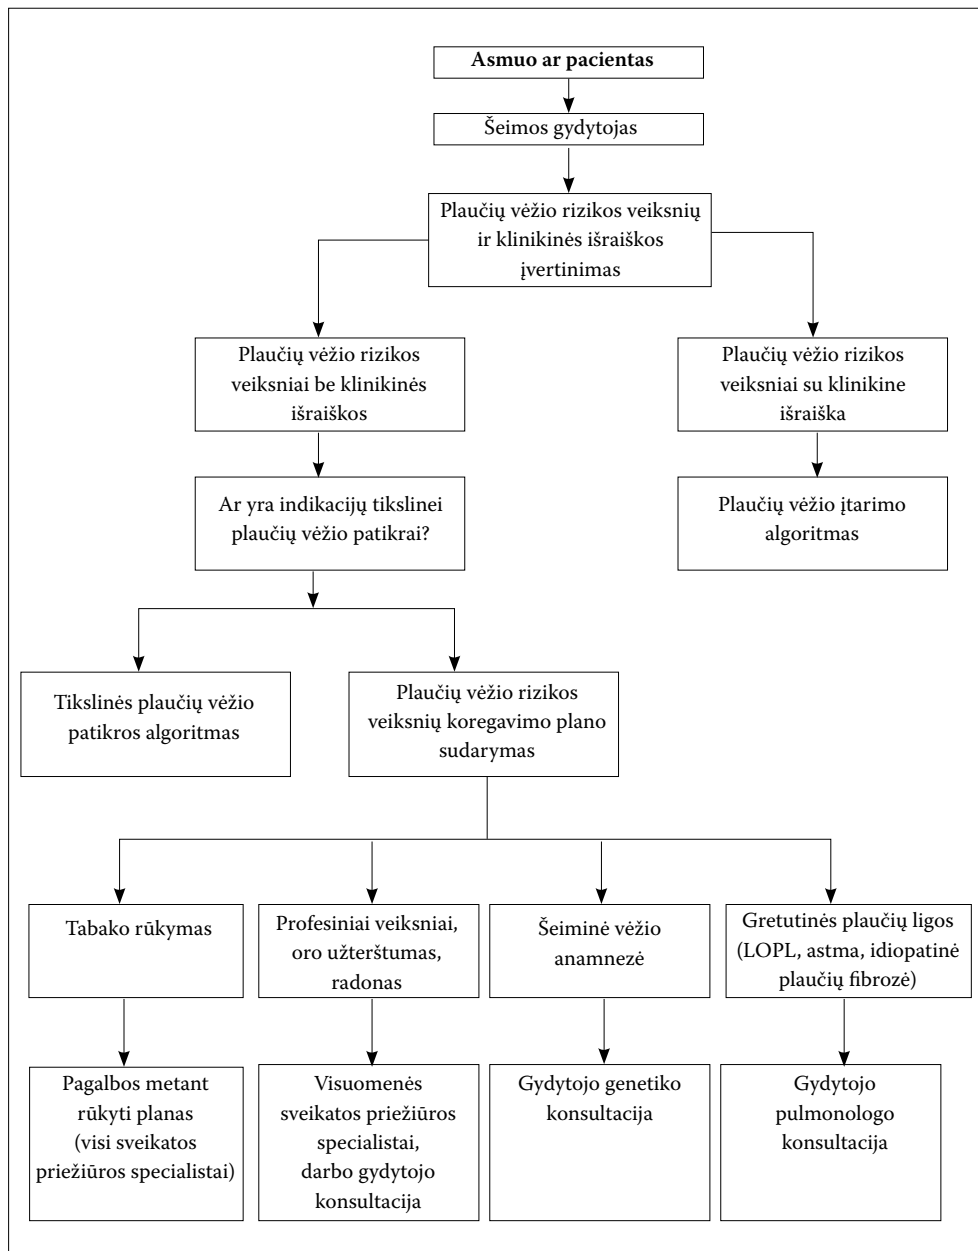 Asmuo ar pacientas
Šeimos gydytojas
Plaučių vėžio rizikos veiksnių
ir klinikinės išraiškos
įvertinimas
Plaučių vėžio rizikos
veiksniai be klinikinės
išraiškos
Plaučių vėžio rizikos
veiksniai su klinikine
išraiška
Ar yra indikacijų tikslinei
plaučių vėžio patikrai?
Plaučių vėžio įtarimo
algoritmas
Tikslinės plaučių vėžio
patikros algoritmas
Plaučių vėžio rizikos
veiksnių koregavimo plano
sudarymas
Tabako rūkymas
Profesiniai veiksniai,
oro užterštumas,
radonas
Šeiminė vėžio
anamnezė
Gretutinės plaučių ligos
(LOPL, astma, idiopatinė
plaučių fibrozė)
Pagalbos metant
rūkyti planas
(visi sveikatos
priežiūros specialistai)
Visuomenės
sveikatos priežiūros
specialistai,
darbo gydytojo
konsultacija
Gydytojo genetiko
konsultacija
Gydytojo
pulmonologo
konsultacija